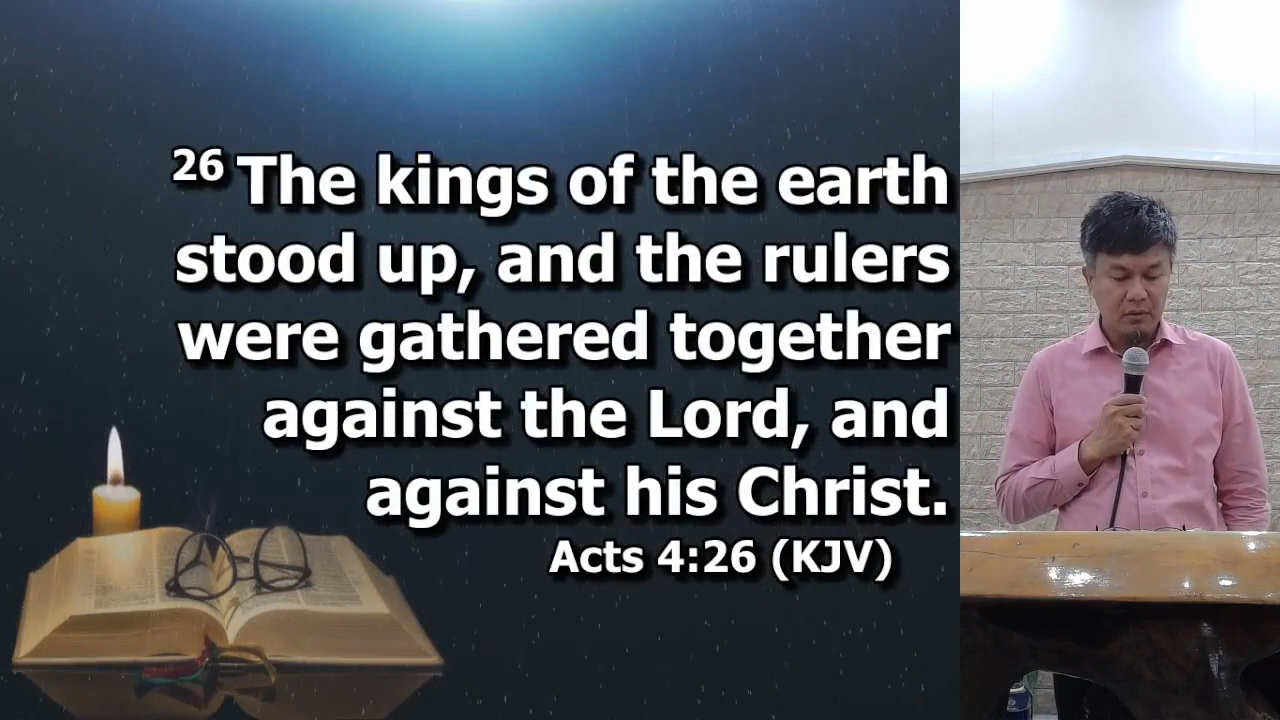 26 The kings of the earth
stood up, and the rulers
were gathered together
against the Lord, and
against his Christ.
Acts 4:26 (KJV)